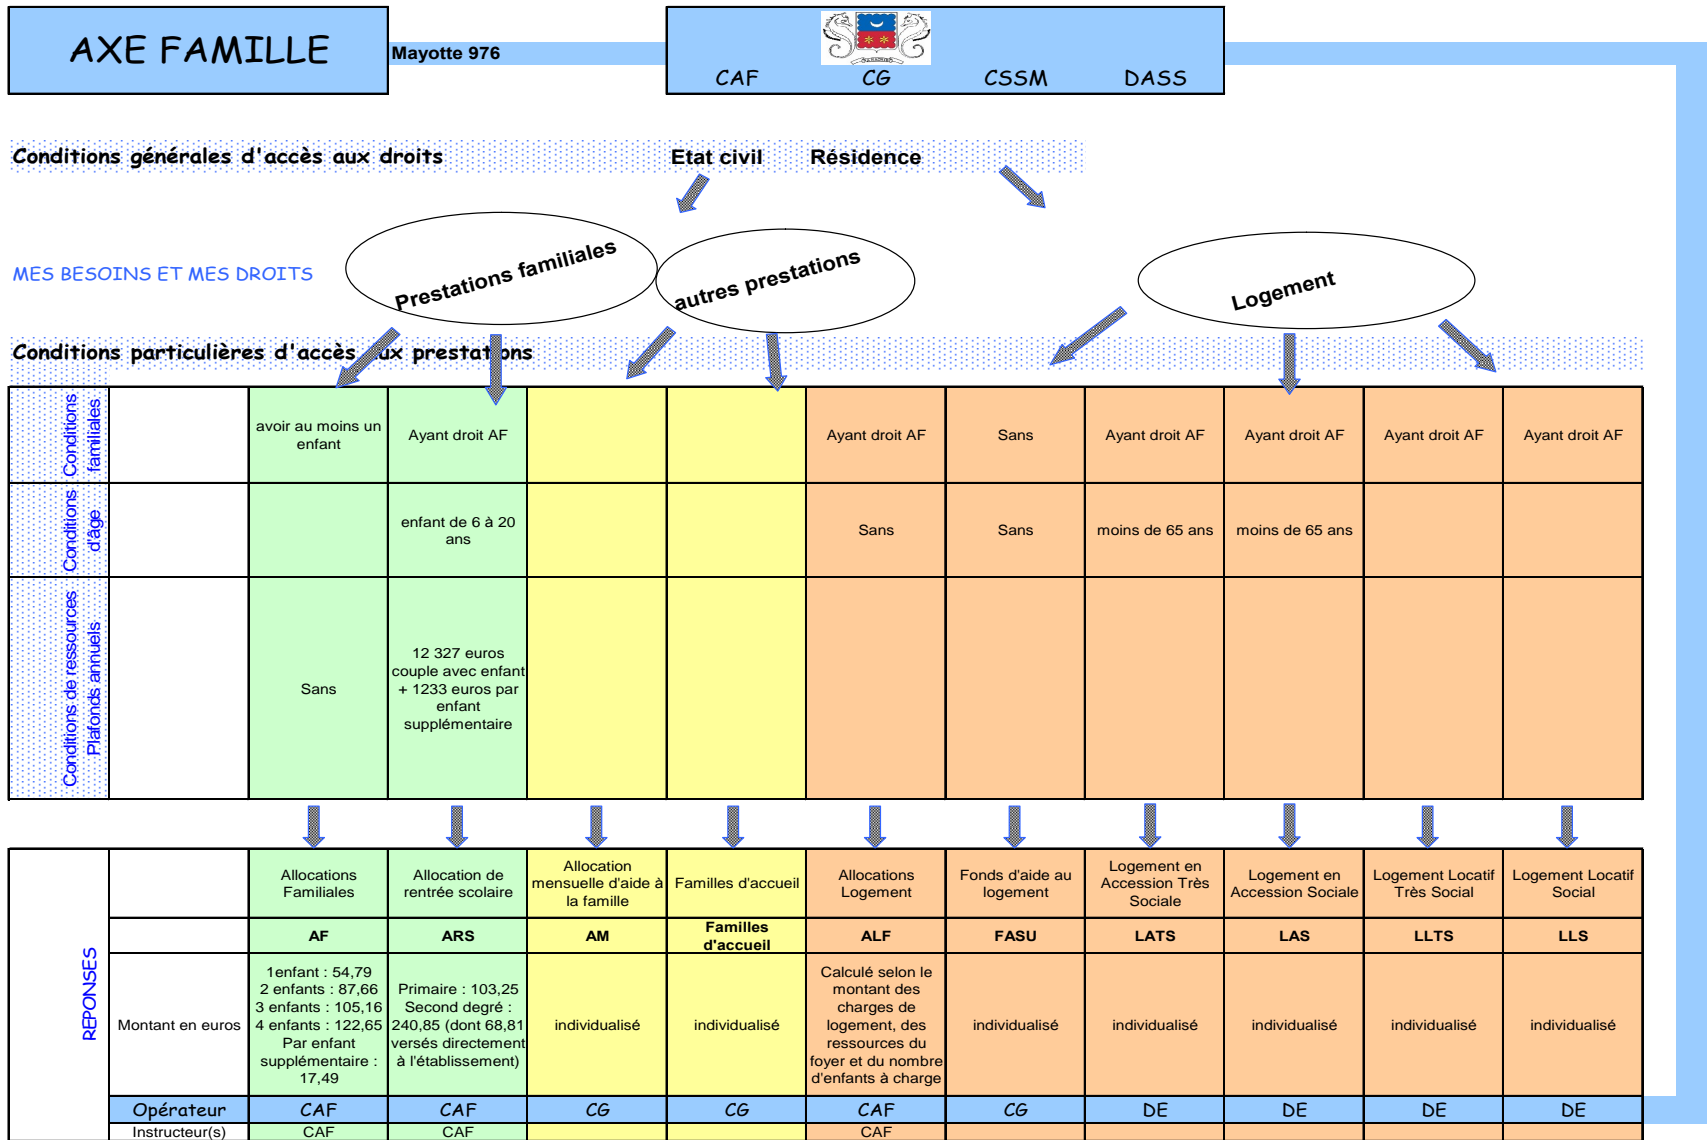 AXE FAMILLE
Mayotte 976
CAF CG CSSM DASS
Conditions générales d'accès aux droits Etat civil Résidence
MES BESOINS ET MES DROITS
Prestations familiales
autres prestations
Logement
Conditions particulières d'accès aux prestations
Conditions familiales
avoir au moins un enfant
Ayant droit AF
Ayant droit AF
Sans
Ayant droit AF
Ayant droit AF
Ayant droit AF
Ayant droit AF
Conditions d'âge
enfant de 6 à 20 ans
Sans
Sans
moins de 65 ans
moins de 65 ans
Conditions de ressources
Plafonds annuels
Sans
12 327 euros
couple avec enfant
+ 1233 euros par
enfant
supplémentaire
REPONSES
Allocations Familiales
Allocation de rentrée scolaire
Allocation mensuelle d'aide à la famille
Familles d'accueil
Allocations Logement
Fonds d'aide au logement
Logement en Accession Très Sociale
Logement en Accession Sociale
Logement Locatif Très Social
Logement Locatif Social
AF
ARS
AM
Familles d'accueil
ALF
FASU
LATS
LAS
LLTS
LLS
Montant en euros
1enfant : 54,79
2 enfants : 87,66
3 enfants : 105,16
4 enfants : 122,65
Par enfant
supplémentaire :
17,49
Primaire : 103,25
Second degré :
240,85 (dont 68,81
versés directement
à l'établissement)
individualisé
individualisé
Calculé selon le
montant des
charges de
logement, des
ressources du
foyer et du nombre
d'enfants à charge
individualisé
individualisé
individualisé
individualisé
individualisé
Opérateur CAF CAF CG CG CAF CG DE DE DE DE
Instructeur(s) CAF CAF CAF